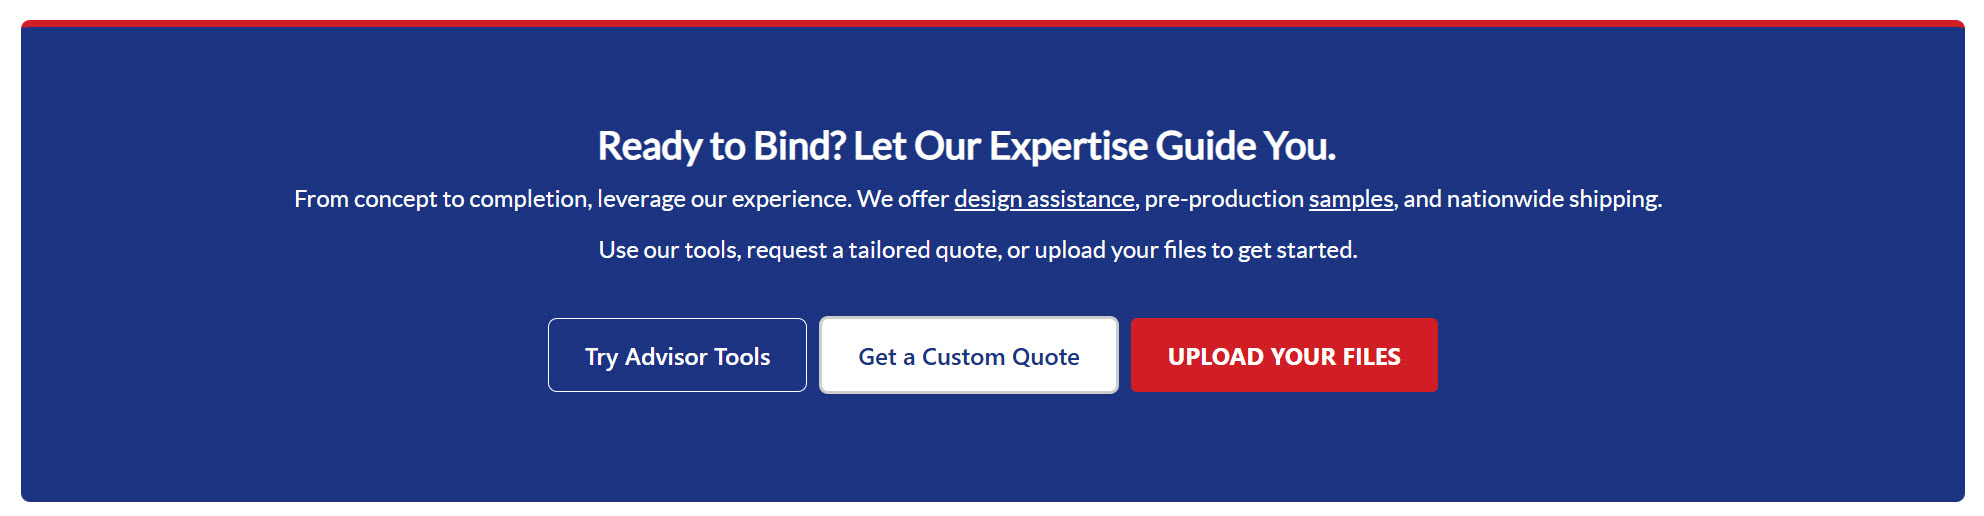 Ready to Bind? Let Our Expertise Guide You.
From concept to completion, leverage our experience. We offer design assistance, pre-production samples, and nationwide shipping.
Use our tools, request a tailored quote, or upload your files to get started.
Try Advisor Tools
Get a Custom Quote
UPLOAD YOUR FILES